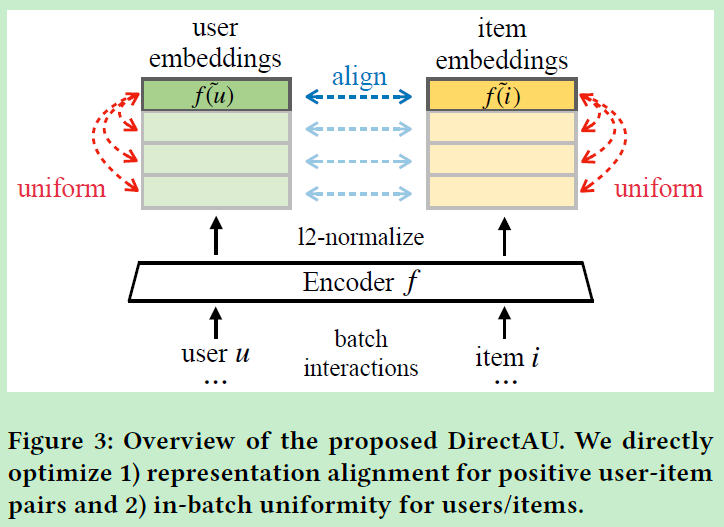 user
embeddings
item
embeddings
f(ũ)
align
f(ĩ)
uniform
uniform
l2-normalize
Encoder f
user u
...
batch
interactions
item i
...
Figure 3: Overview of the proposed DirectAU. We directly
optimize 1) representation alignment for positive user-item
pairs and 2) in-batch uniformity for users/items.